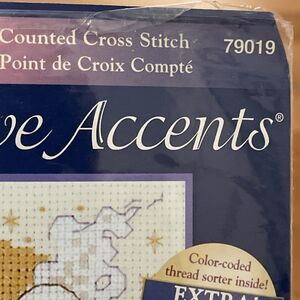 Counted Cross Stitch 79019
Point de Croix Compté
ve Accents®
Color-coded
thread sorter inside!
EXTRA!